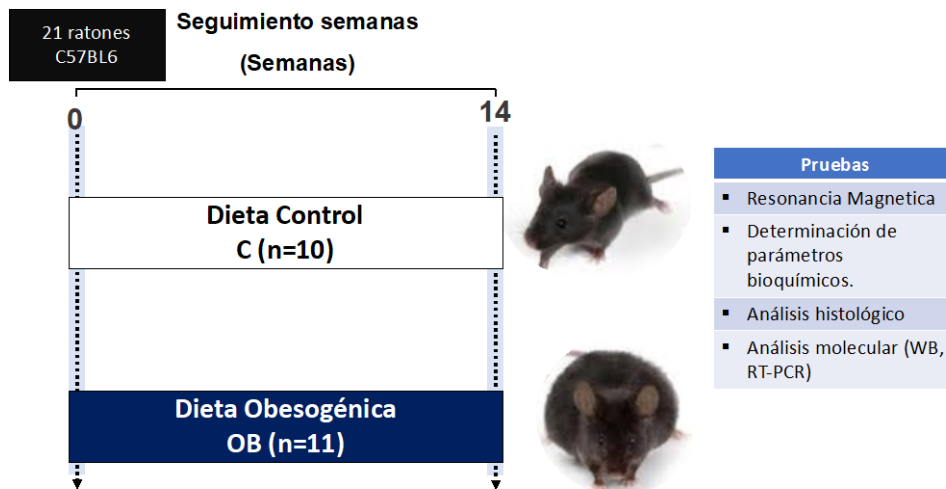 21 ratones
C57BL6
Seguimiento semanas
(Semanas)
0
14
Dieta Control
C (n=10)
Dieta Obesogénica
OB (n=11)
Pruebas
▪ Resonancia Magnetica
▪ Determinación de
parámetros
bioquímicos.
▪ Análisis histológico
▪ Análisis molecular (WB,
RT-PCR)